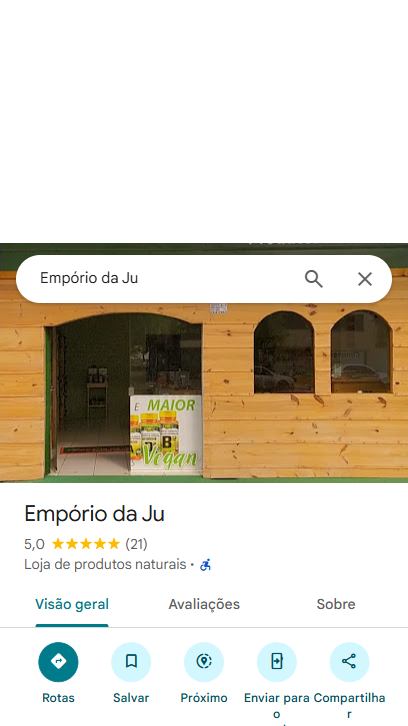 Empório da Ju
E MAIOR
B
Vegan
Empório da Ju
5,0 (21)
Loja de produtos naturais ·
Visão geral
Avaliações
Sobre
Rotas
Salvar
Próximo
Enviar para
o
Compartilha
r